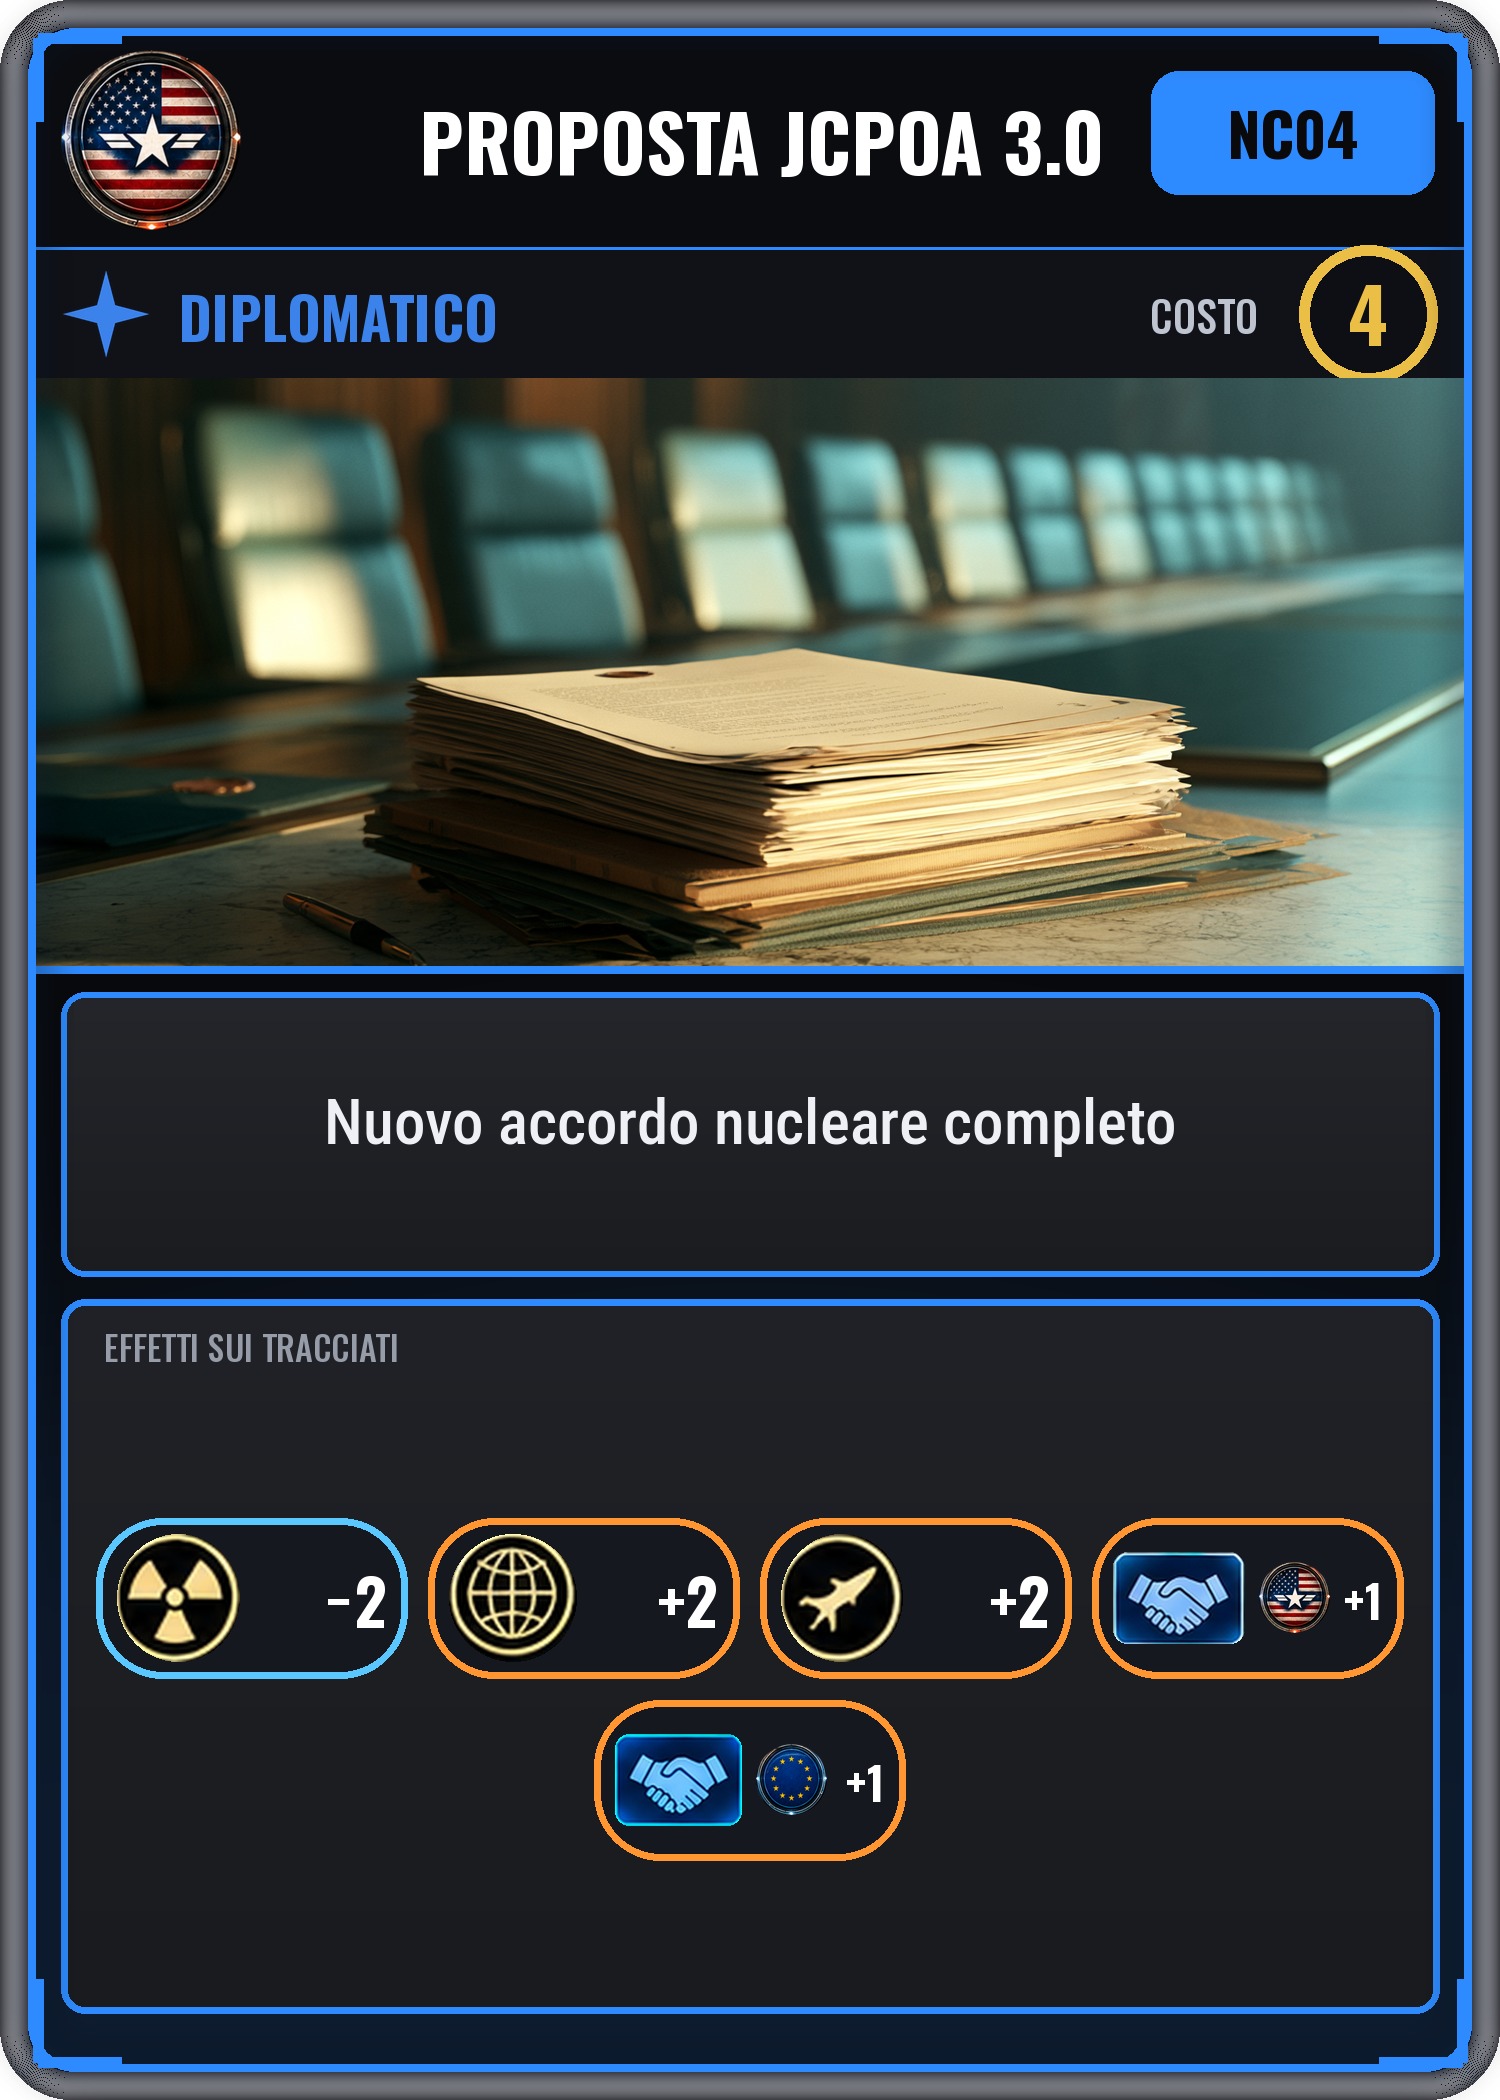 PROPOSTA JCPOA 3.0
NC04
DIPLOMATICO
COSTO
4
Nuovo accordo nucleare completo
EFFETTI SUI TRACCIATI
-2
+2
+2
+1
+1